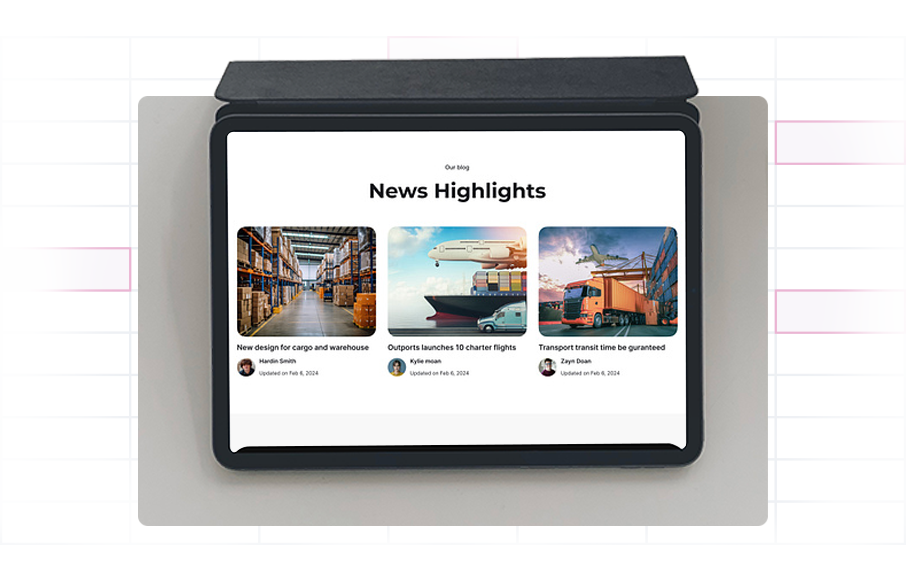 Our blog
News Highlights
New design for cargo and warehouse
Hardin Smith
Updated on Feb 8, 2024
Outports launches 10 charter flights
Kylie moan
Updated on Feb 6, 2024
Transport transit time be guranteed
Zayn Doan
Updated on Feb 6, 2024